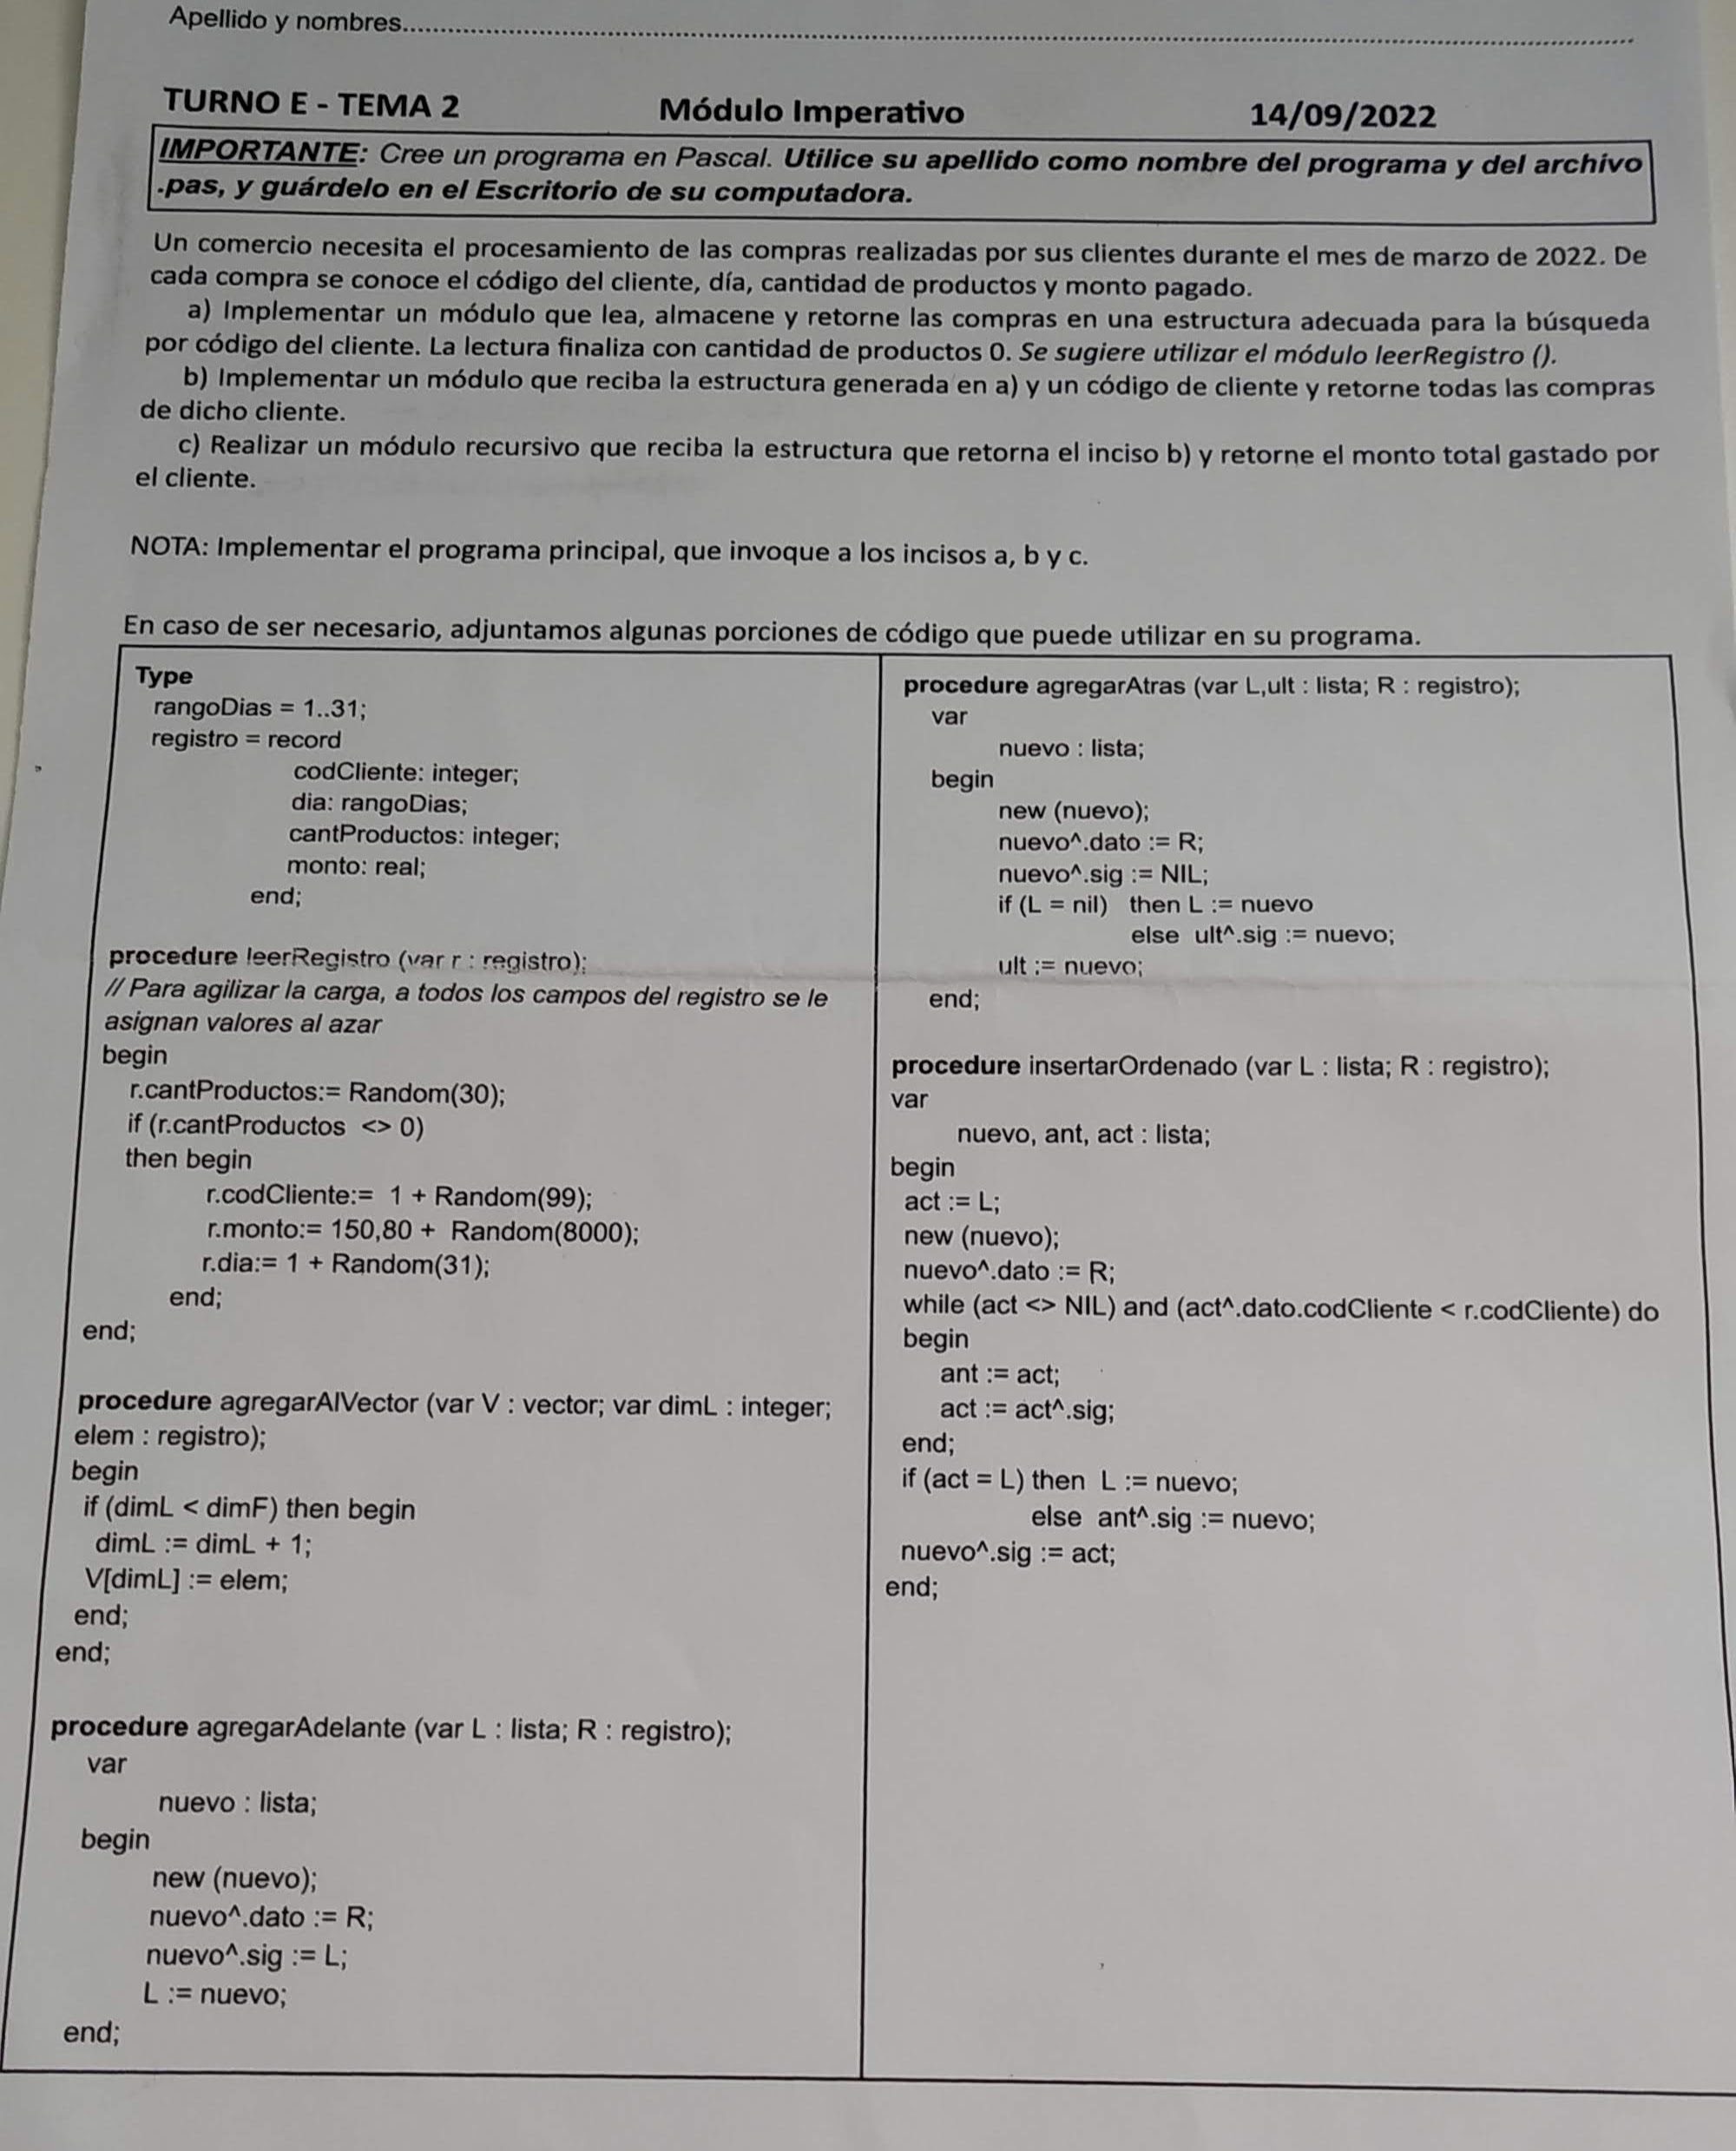 Apellido y nombres................................................................................
TURNO E - TEMA 2 Módulo Imperativo 14/09/2022
IMPORTANTE: Cree un programa en Pascal. Utilice su apellido como nombre del programa y del archivo
.pas, y guárdelo en el Escritorio de su computadora.
Un comercio necesita el procesamiento de las compras realizadas por sus clientes durante el mes de marzo de 2022. De
cada compra se conoce el código del cliente, día, cantidad de productos y monto pagado.
a) Implementar un módulo que lea, almacene y retorne las compras en una estructura adecuada para la búsqueda
por código del cliente. La lectura finaliza con cantidad de productos 0. Se sugiere utilizar el módulo leerRegistro ().
b) Implementar un módulo que reciba la estructura generada en a) y un código de cliente y retorne todas las compras
de dicho cliente.
c) Realizar un módulo recursivo que reciba la estructura que retorna el inciso b) y retorne el monto total gastado por
el cliente.
NOTA: Implementar el programa principal, que invoque a los incisos a, b y c.
En caso de ser necesario, adjuntamos algunas porciones de código que puede utilizar en su programa.
Type
rangoDias = 1..31;
registro = record
codCliente: integer;
dia: rangoDias;
cantProductos: integer;
monto: real;
end;
procedure leerRegistro (var r : registro);
// Para agilizar la carga, a todos los campos del registro se le
asignan valores al azar
begin
r.cantProductos:= Random(30);
if (r.cantProductos <> 0)
then begin
r.codCliente:= 1 + Random(99);
r.monto:= 150,80 + Random(8000);
r.dia:= 1 + Random(31);
end;
end;
procedure agregarAlVector (var V : vector; var dimL : integer;
elem : registro);
begin
if (dimL < dimF) then begin
dimL := dimL + 1;
V[dimL] := elem;
end;
end;
procedure agregarAdelante (var L : lista; R : registro);
var
nuevo : lista;
begin
new (nuevo);
nuevo^.dato := R;
nuevo^.sig := L;
L := nuevo;
end;
procedure agregarAtras (var L,ult : lista; R : registro);
var
nuevo : lista;
begin
new (nuevo);
nuevo^.dato := R;
nuevo^.sig := NIL;
if (L = nil) then L := nuevo
else ult^.sig := nuevo;
ult := nuevo;
end;
procedure insertarOrdenado (var L : lista; R : registro);
var
nuevo, ant, act : lista;
begin
act := L;
new (nuevo);
nuevo^.dato := R;
while (act <> NIL) and (act^.dato.codCliente < r.codCliente) do
begin
ant := act;
act := act^.sig;
end;
if (act = L) then L := nuevo;
else ant^.sig := nuevo;
nuevo^.sig := act;
end;